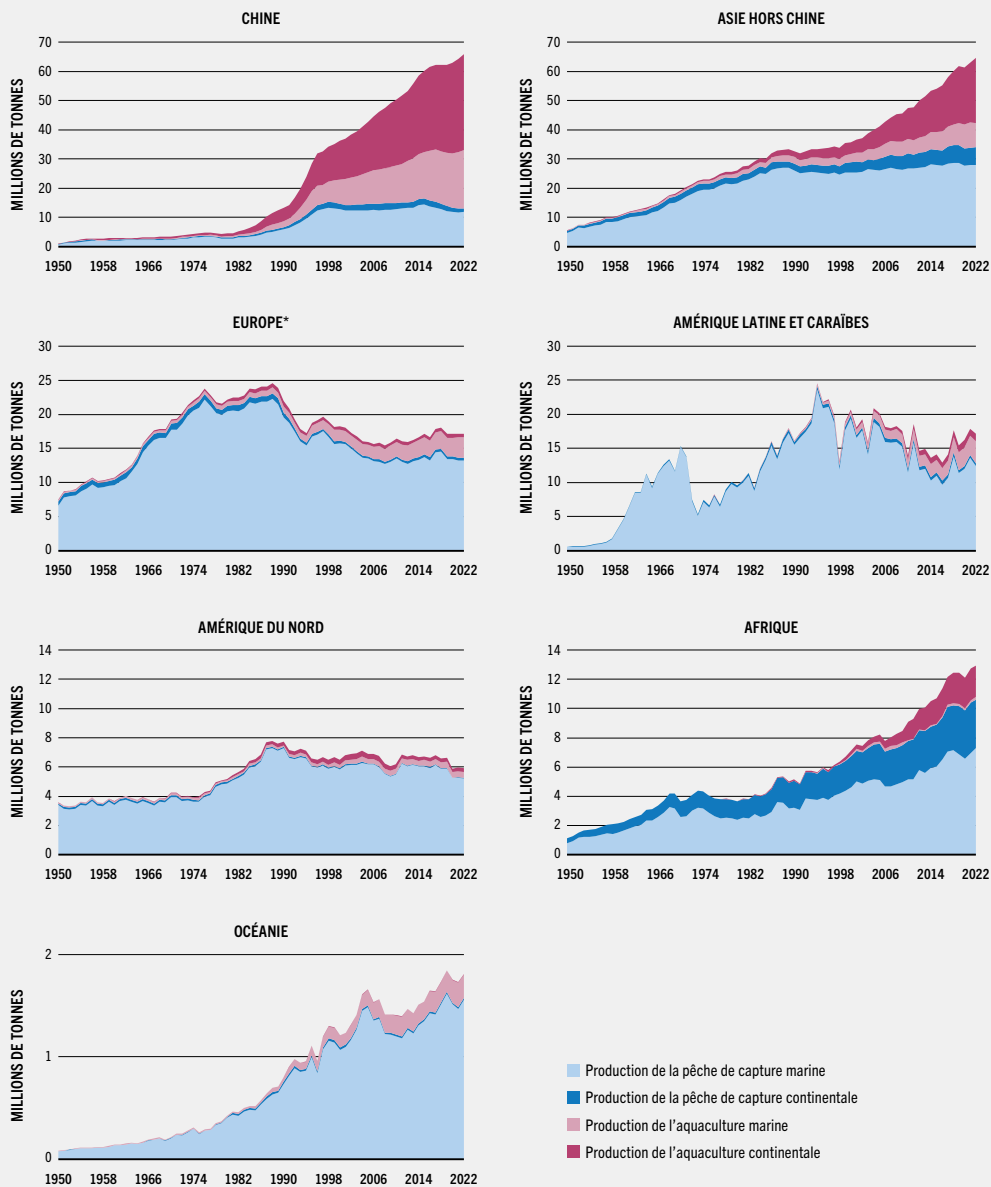 CHINE
MILLIONS DE TONNES
70
60
50
40
30
20
10
0
1950 1958 1966 1974 1982 1990 1998 2006 2014 2022
ASIE HORS CHINE
MILLIONS DE TONNES
70
60
50
40
30
20
10
0
1950 1958 1966 1974 1982 1990 1998 2006 2014 2022
EUROPE*
MILLIONS DE TONNES
30
25
20
15
10
5
0
1950 1958 1966 1974 1982 1990 1998 2006 2014 2022
AMÉRIQUE LATINE ET CARAÏBES
MILLIONS DE TONNES
30
25
20
15
10
5
0
1950 1958 1966 1974 1982 1990 1998 2006 2014 2022
AMÉRIQUE DU NORD
MILLIONS DE TONNES
14
12
10
8
6
4
2
0
1950 1958 1966 1974 1982 1990 1998 2006 2014 2022
AFRIQUE
MILLIONS DE TONNES
14
12
10
8
6
4
2
0
1950 1958 1966 1974 1982 1990 1998 2006 2014 2022
OCÉANIE
MILLIONS DE TONNES
2
1
0
1950 1958 1966 1974 1982 1990 1998 2006 2014 2022
Production de la pêche de capture marine
Production de la pêche de capture continentale
Production de l'aquaculture marine
Production de l'aquaculture continentale